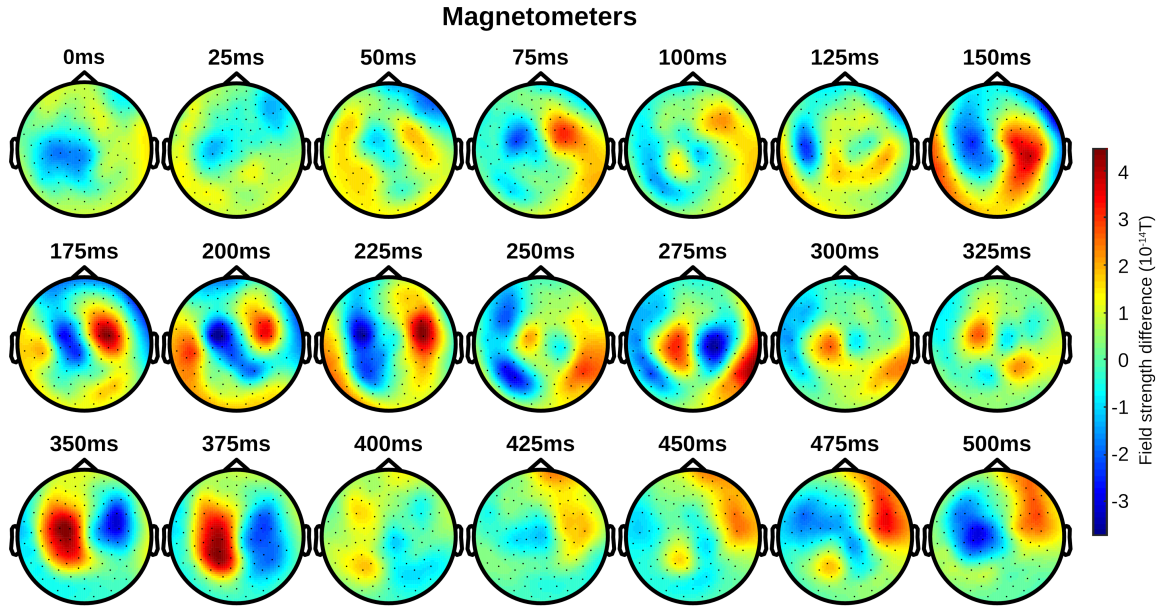 Magnetometers
0ms 25ms 50ms 75ms 100ms 125ms 150ms
175ms 200ms 225ms 250ms 275ms 300ms 325ms
350ms 375ms 400ms 425ms 450ms 475ms 500ms
4
3
2
1
0
-1
-2
-3
Field strength difference (10⁻¹⁴T)